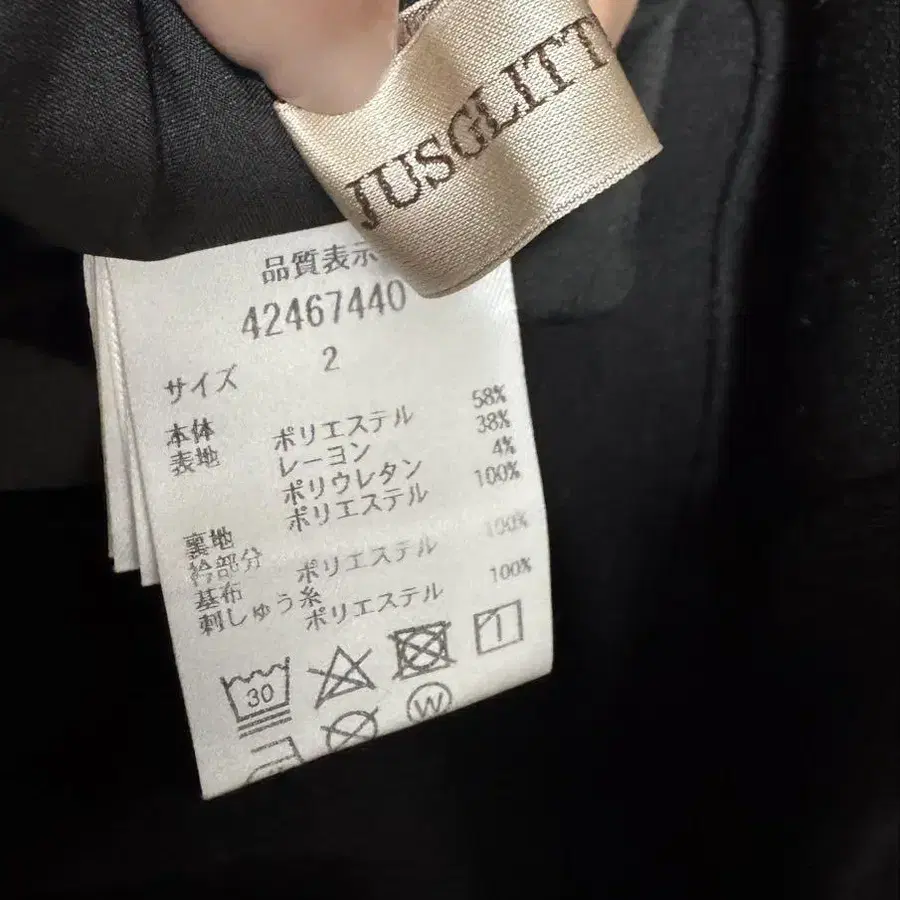 JUSGLITT
品質表示
42467440
サイズ 2
本体 ポリエステル 58%
表地 レーヨン 38%
ポリウレタン 4%
裏地 ポリエステル 100%
衿部分
基布 ポリエステル 100%
刺しゅう糸 ポリエステル 100%
30
W